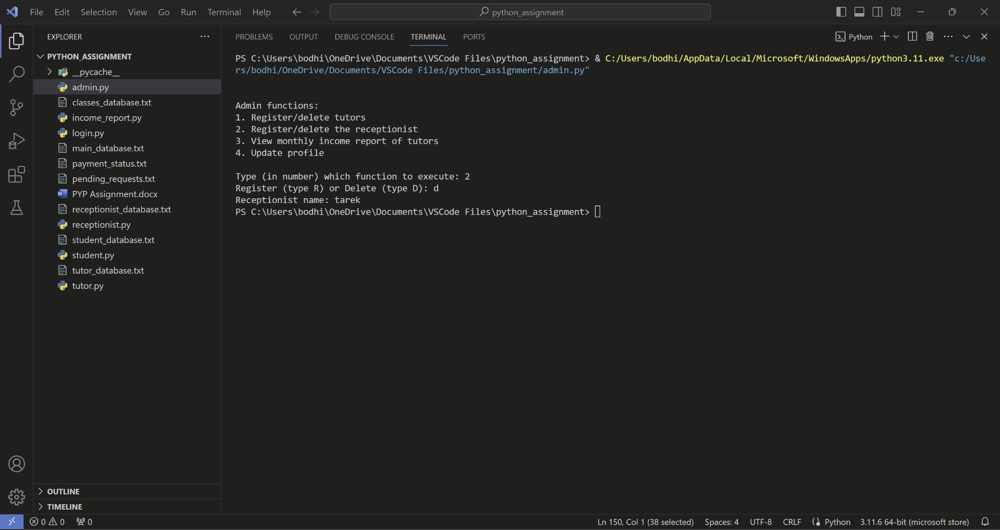 File Edit Selection View Go Run Terminal Help
python_assignment
EXPLORER
PYTHON_ASSIGNMENT
__pycache__
admin.py
classes_database.txt
income_report.py
login.py
main_database.txt
payment_status.txt
pending_requests.txt
PYP Assignment.docx
receptionist_database.txt
receptionist.py
student_database.txt
student.py
tutor_database.txt
tutor.py
OUTLINE
TIMELINE
PROBLEMS OUTPUT DEBUG CONSOLE TERMINAL PORTS
Python
PS C:\Users\bodhi\OneDrive\Documents\VSCode Files\python_assignment> & C:/Users/bodhi/AppData/Local/Microsoft/WindowsApps/python3.11.exe "c:/Use
rs/bodhi/OneDrive/Documents/VSCode Files/python_assignment/admin.py"
Admin functions:
1. Register/delete tutors
2. Register/delete the receptionist
3. View monthly income report of tutors
4. Update profile
Type (in number) which function to execute: 2
Register (type R) or Delete (type D): d
Receptionist name: tarek
PS C:\Users\bodhi\OneDrive\Documents\VSCode Files\python_assignment>
0 0 0
Ln 150, Col 1 (38 selected) Spaces: 4 UTF-8 CRLF Python 3.11.6 64-bit (microsoft store)